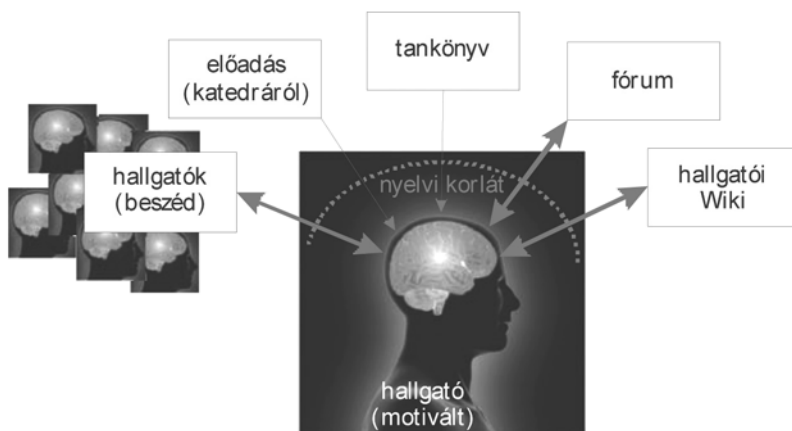 előadás
(katedráról)
tankönyv
fórum
hallgatók
(beszéd)
nyelvi korlát
hallgatói
Wiki
hallgató
(motivált)